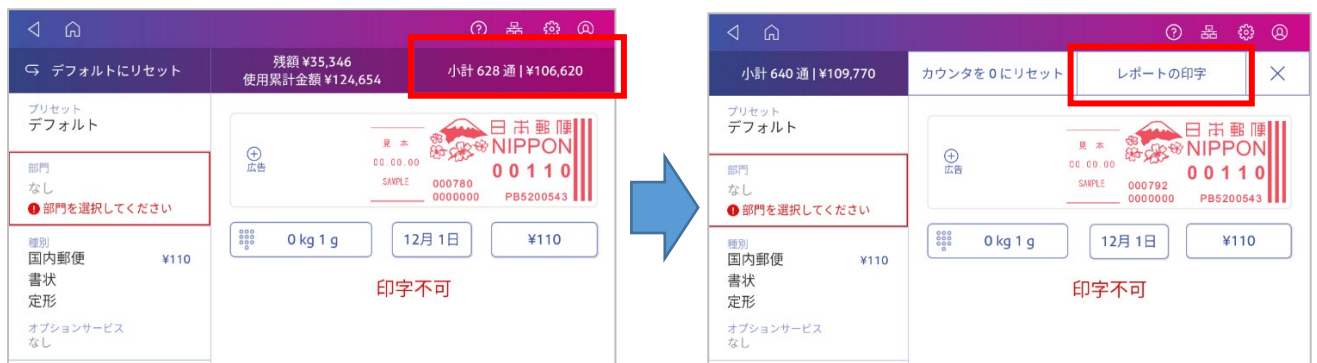 デフォルトにリセット
残額 ¥35,346
使用累計金額 ¥124,654
小計 628 通 | ¥106,620
プリセット
デフォルト
部門
なし
部門を選択してください
種別
国内郵便 ¥110
書状
定形
オプションサービス
なし
広告
見 本
00.00.00
SAMPLE
000780
0000000
日本郵便
NIPPON
00110
PB5200543
0 kg 1 g
12月 1日
¥110
印字不可
小計 640 通 | ¥109,770
カウンタを 0 にリセット
レポートの印字
プリセット
デフォルト
部門
なし
部門を選択してください
種別
国内郵便 ¥110
書状
定形
オプションサービス
なし
広告
見 本
00.00.00
SAMPLE
000792
0000000
日本郵便
NIPPON
00110
PB5200543
0 kg 1 g
12月 1日
¥110
印字不可